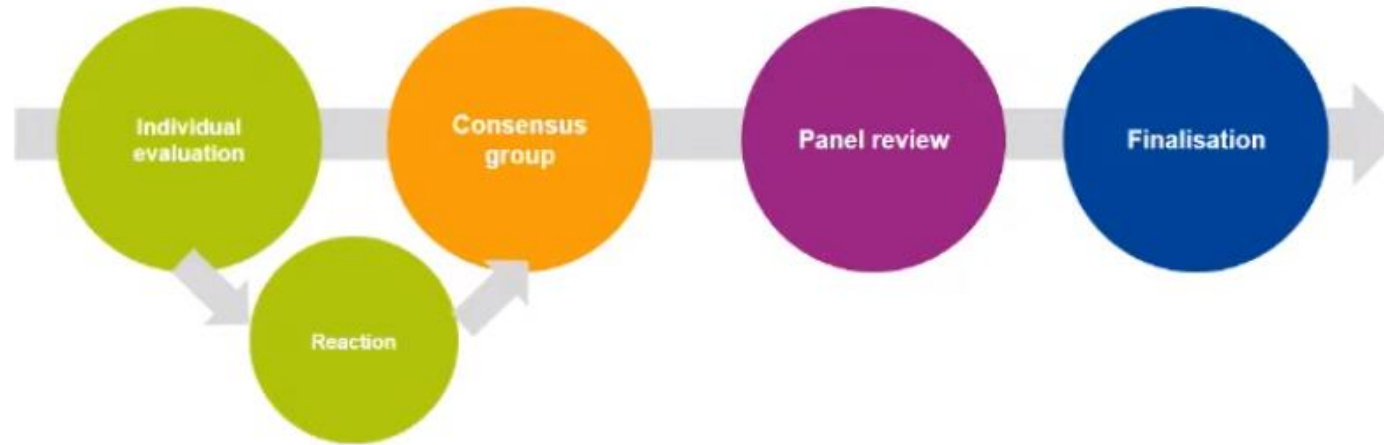 Individual
evaluation
Consensus
group
Panel review
Finalisation
Reaction